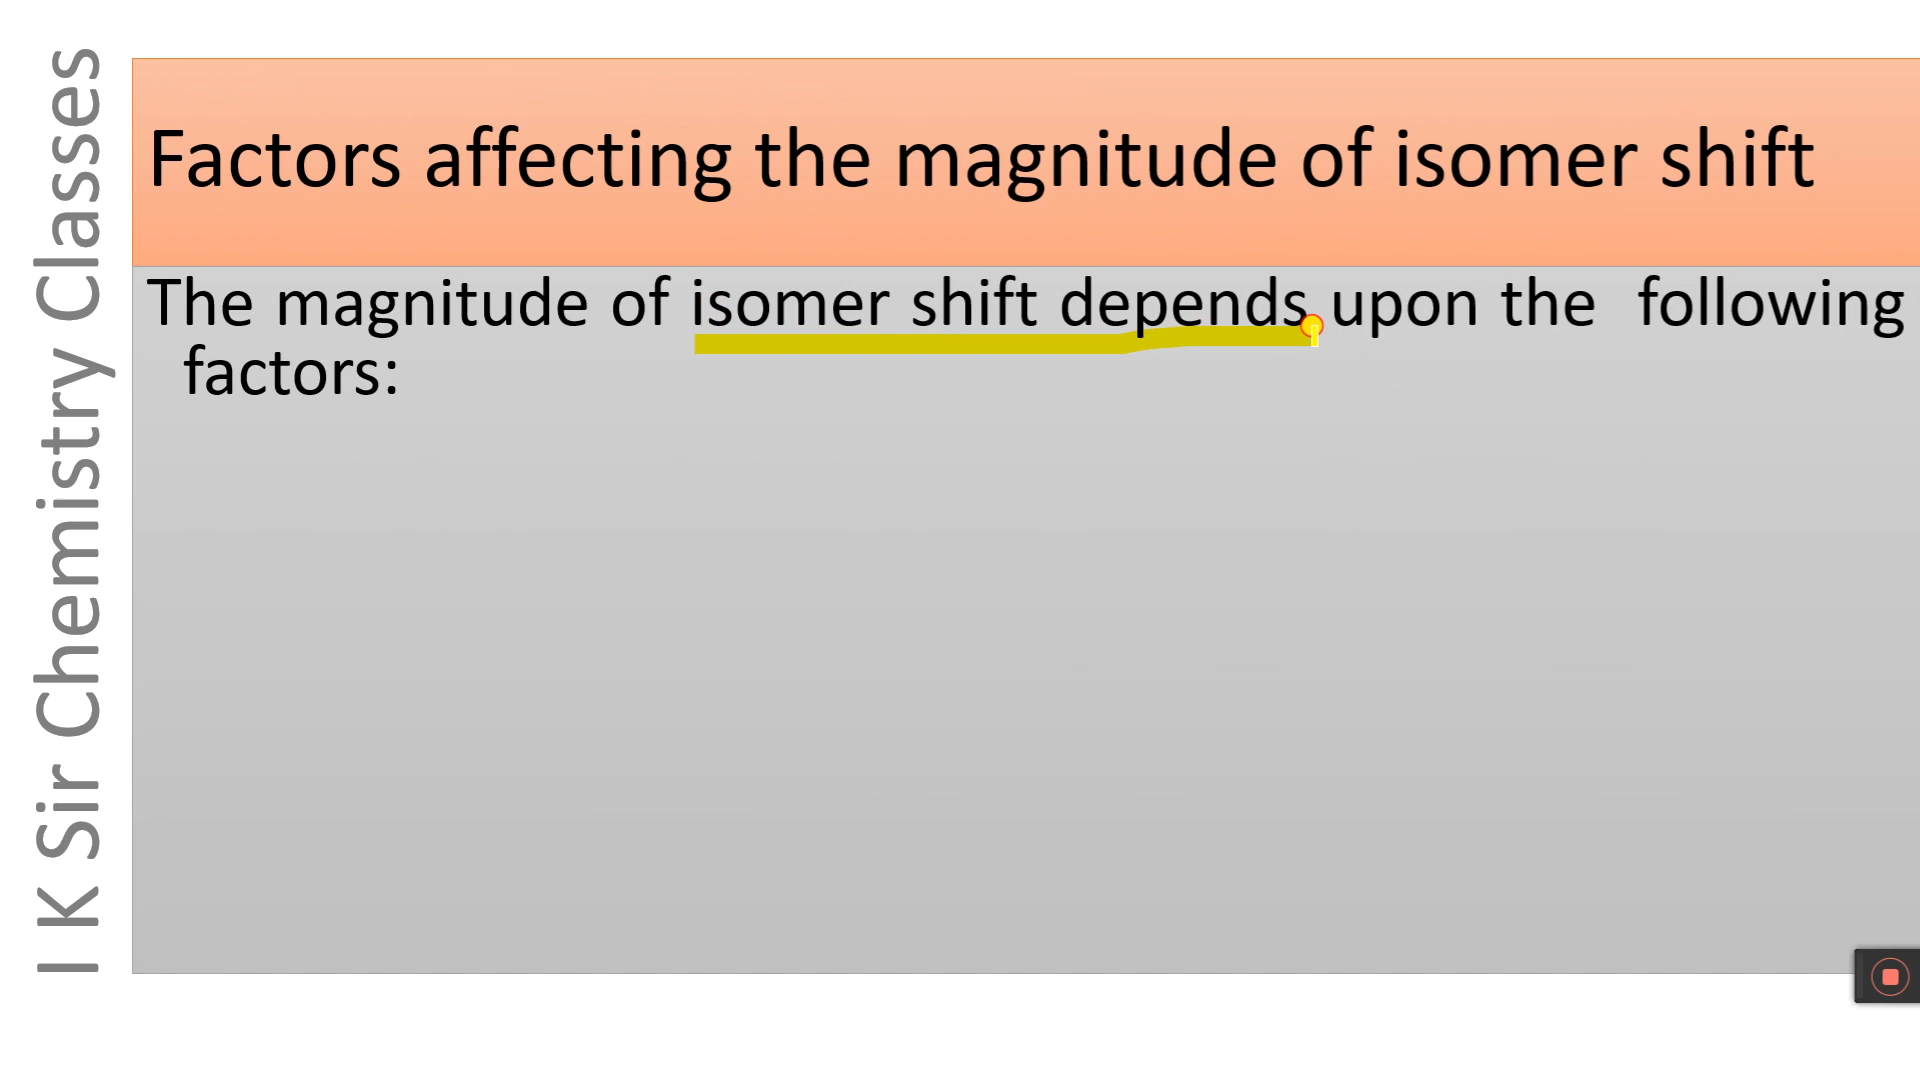 I K Sir Chemistry Classes
Factors affecting the magnitude of isomer shift
The magnitude of isomer shift depends upon the following
factors: